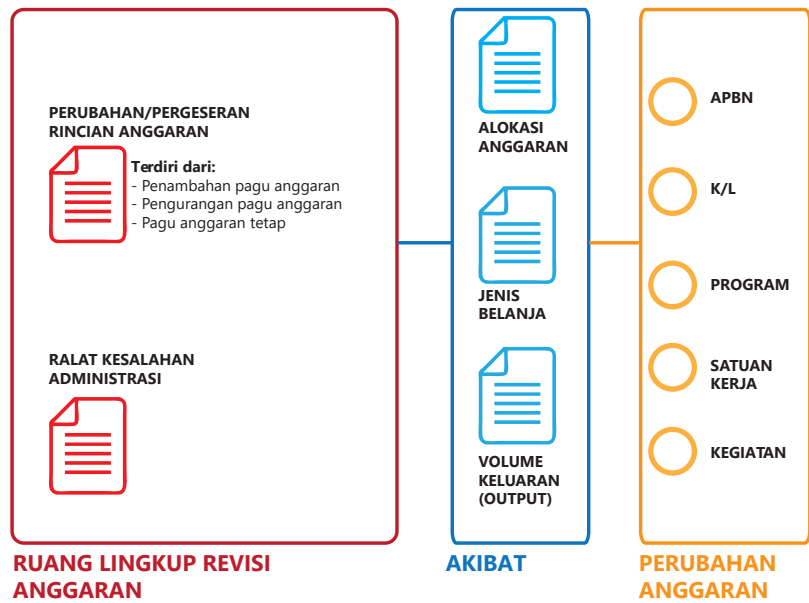 PERUBAHAN/PERGESERAN
RINCIAN ANGGARAN
Terdiri dari:
- Penambahan pagu anggaran
- Pengurangan pagu anggaran
- Pagu anggaran tetap
RALAT KESALAHAN
ADMINISTRASI
RUANG LINGKUP REVISI
ANGGARAN
ALOKASI
ANGGARAN
JENIS
BELANJA
VOLUME
KELUARAN
(OUTPUT)
AKIBAT
APBN
K/L
PROGRAM
SATUAN
KERJA
KEGIATAN
PERUBAHAN
ANGGARAN